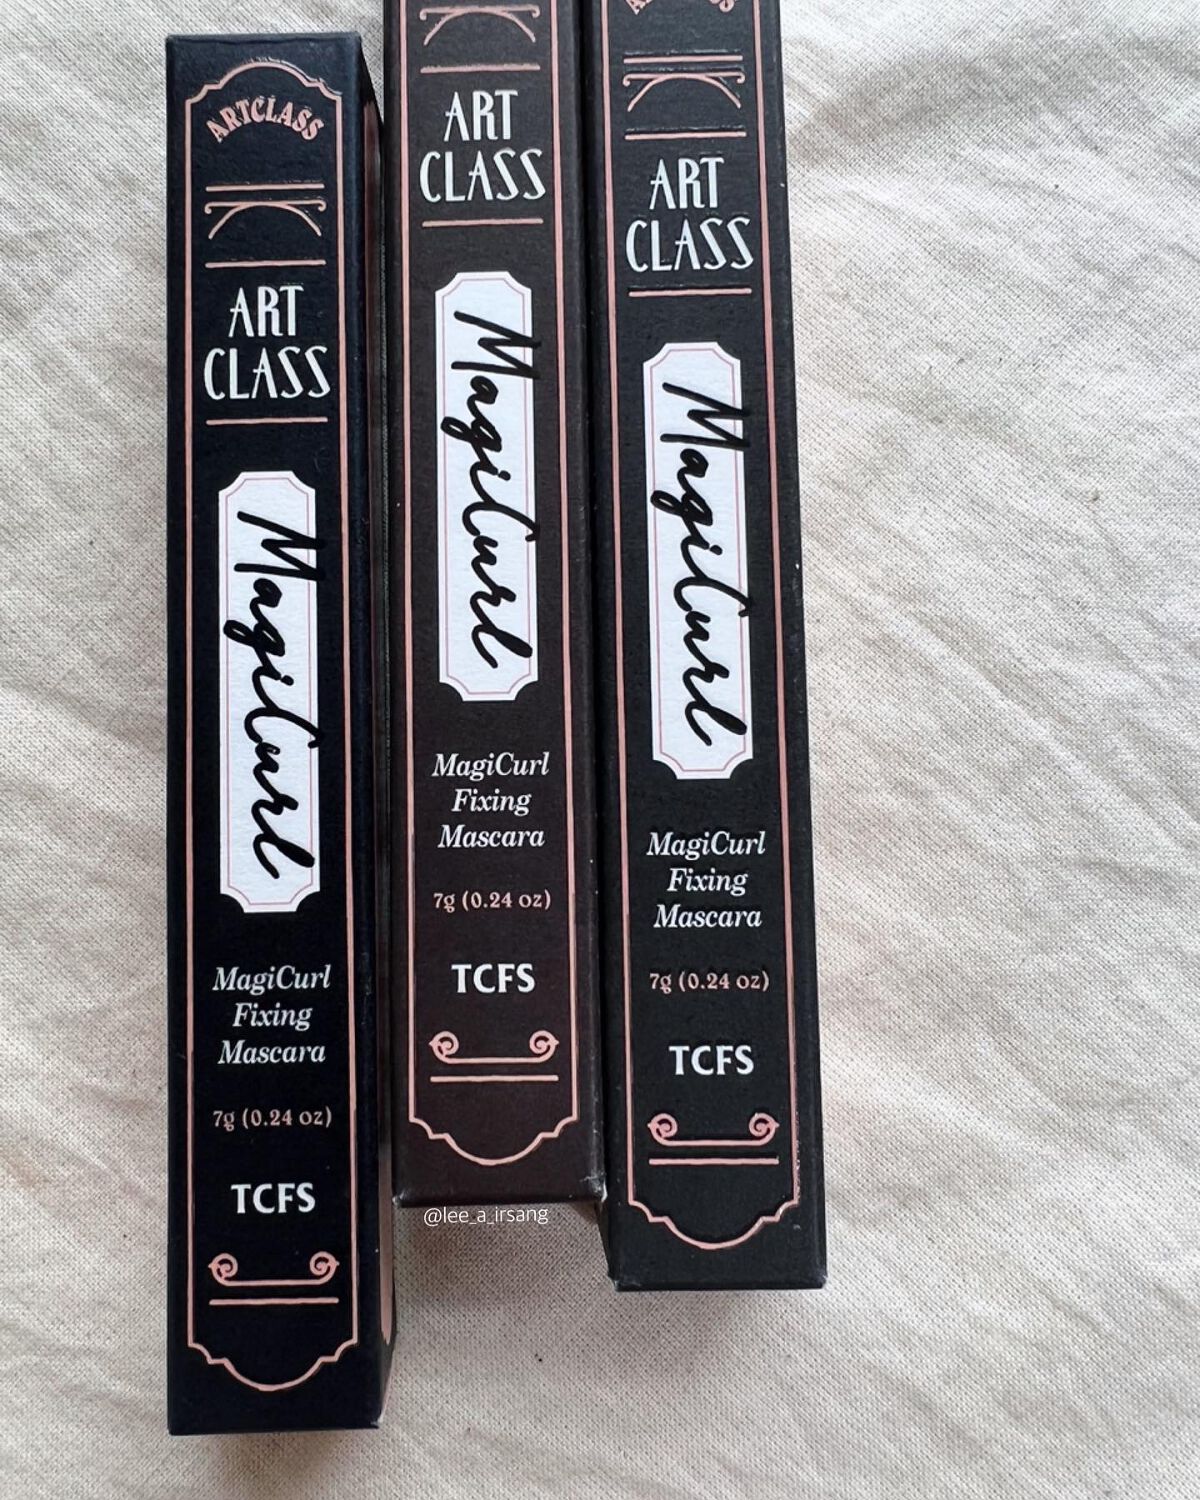 ARTCLASS
ART
CLASS
MagiCurl
MagiCurl
Fixing
Mascara
7g (0.24 oz)
TCFS
ART
CLASS
MagiCurl
MagiCurl
Fixing
Mascara
7g (0.24 oz)
TCFS
ART
CLASS
MagiCurl
MagiCurl
Fixing
Mascara
7g (0.24 oz)
TCFS
@lee_a_irsang